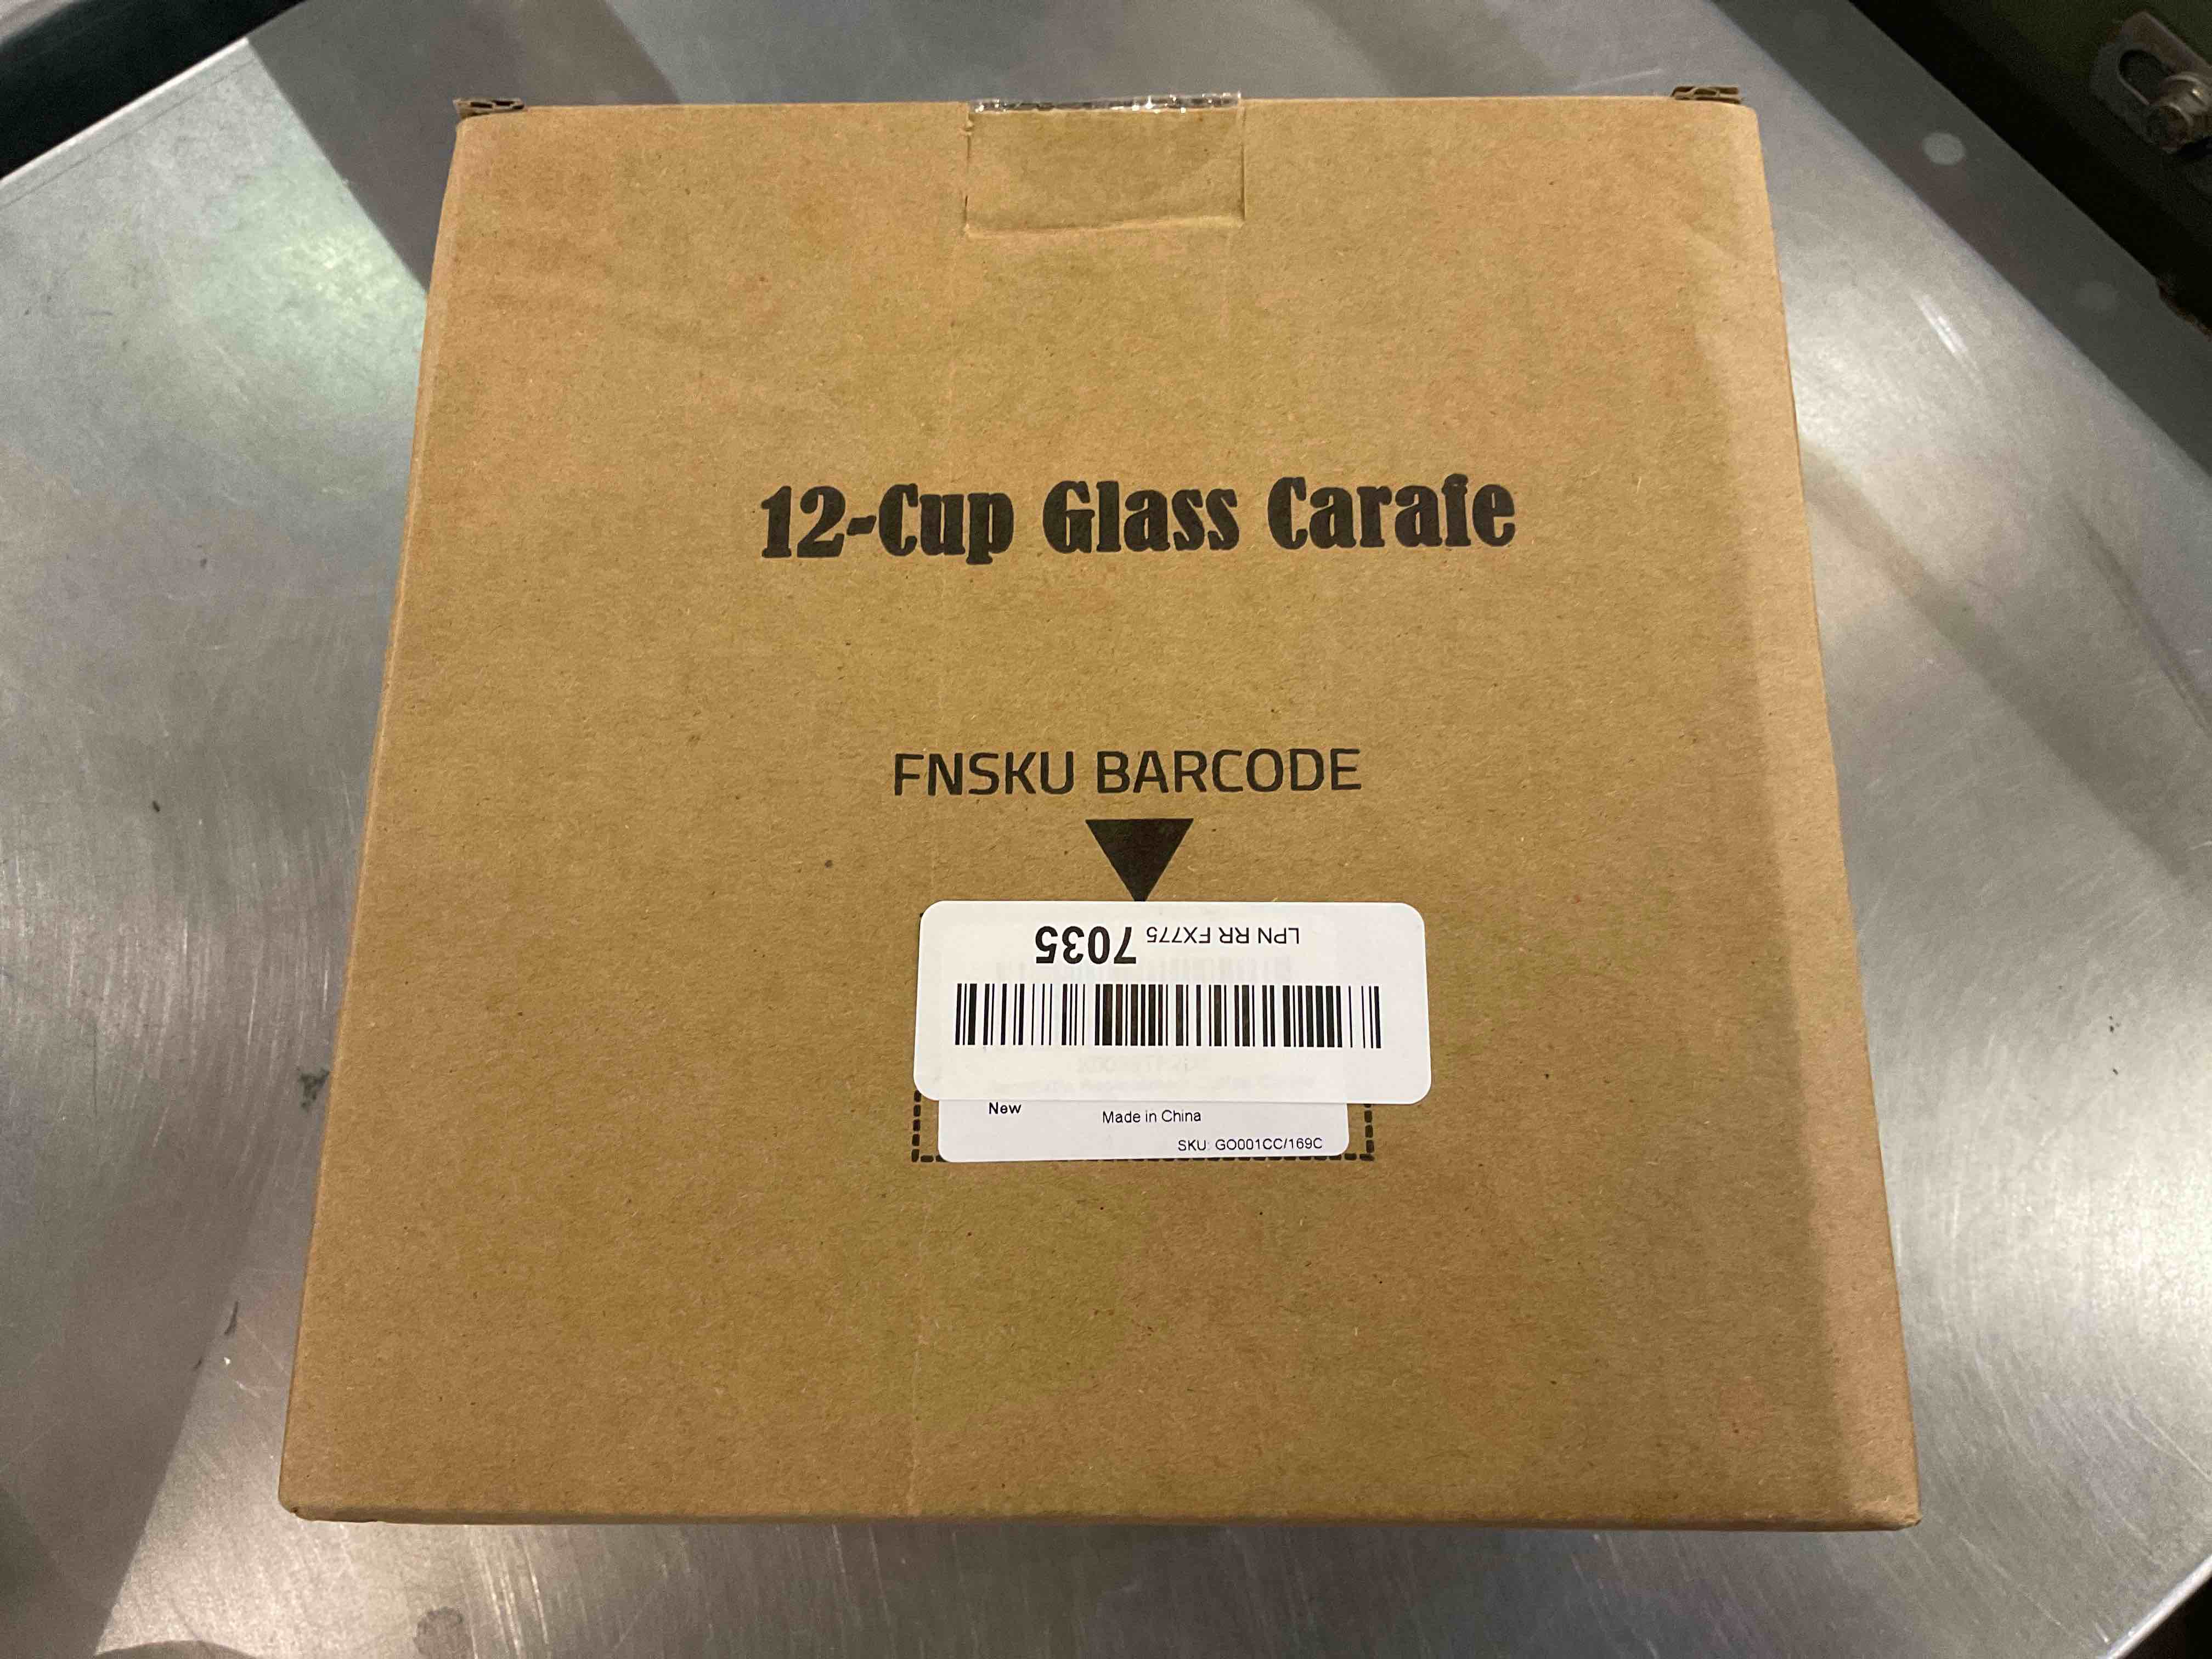 12-Cup Glass Carafe
FNSKU BARCODE
LPN RR FX775 7035
New
Made in China
SKU: GO001CC/169C